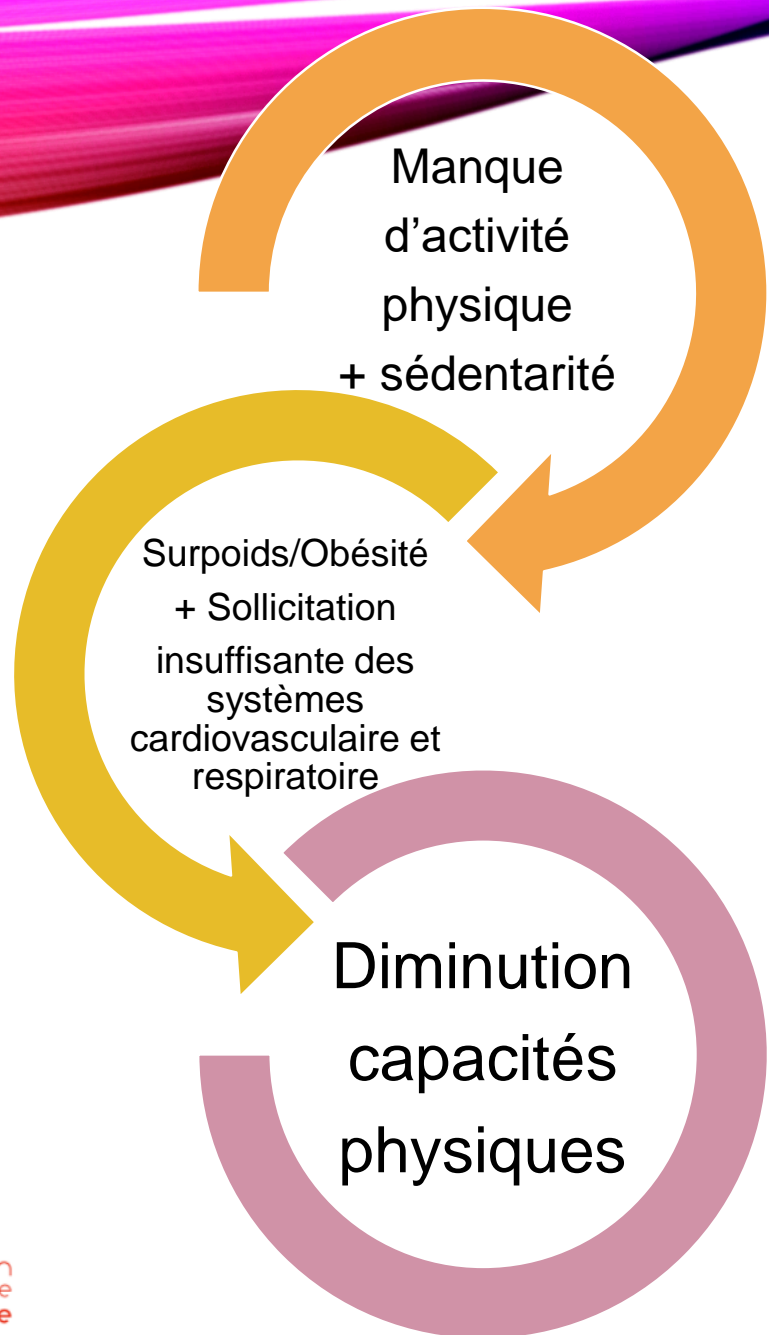 Manque
d’activité
physique
+ sédentarité
Surpoids/Obésité
+ Sollicitation
insuffisante des
systèmes
cardiovasculaire et
respiratoire
Diminution
capacités
physiques